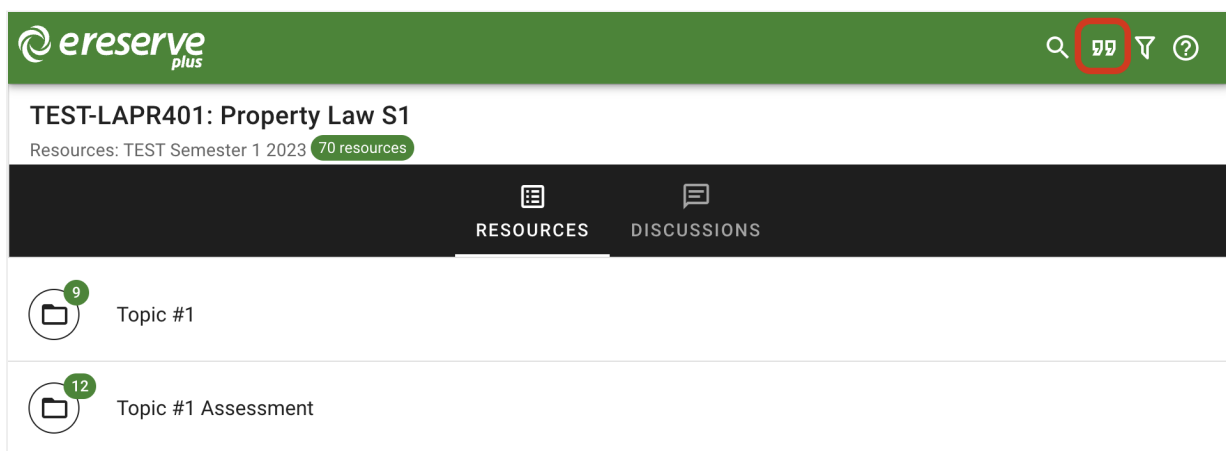 ereserve
plus
TEST-LAPR401: Property Law S1
Resources: TEST Semester 1 2023 70 resources
RESOURCES DISCUSSIONS
9
Topic #1
12
Topic #1 Assessment